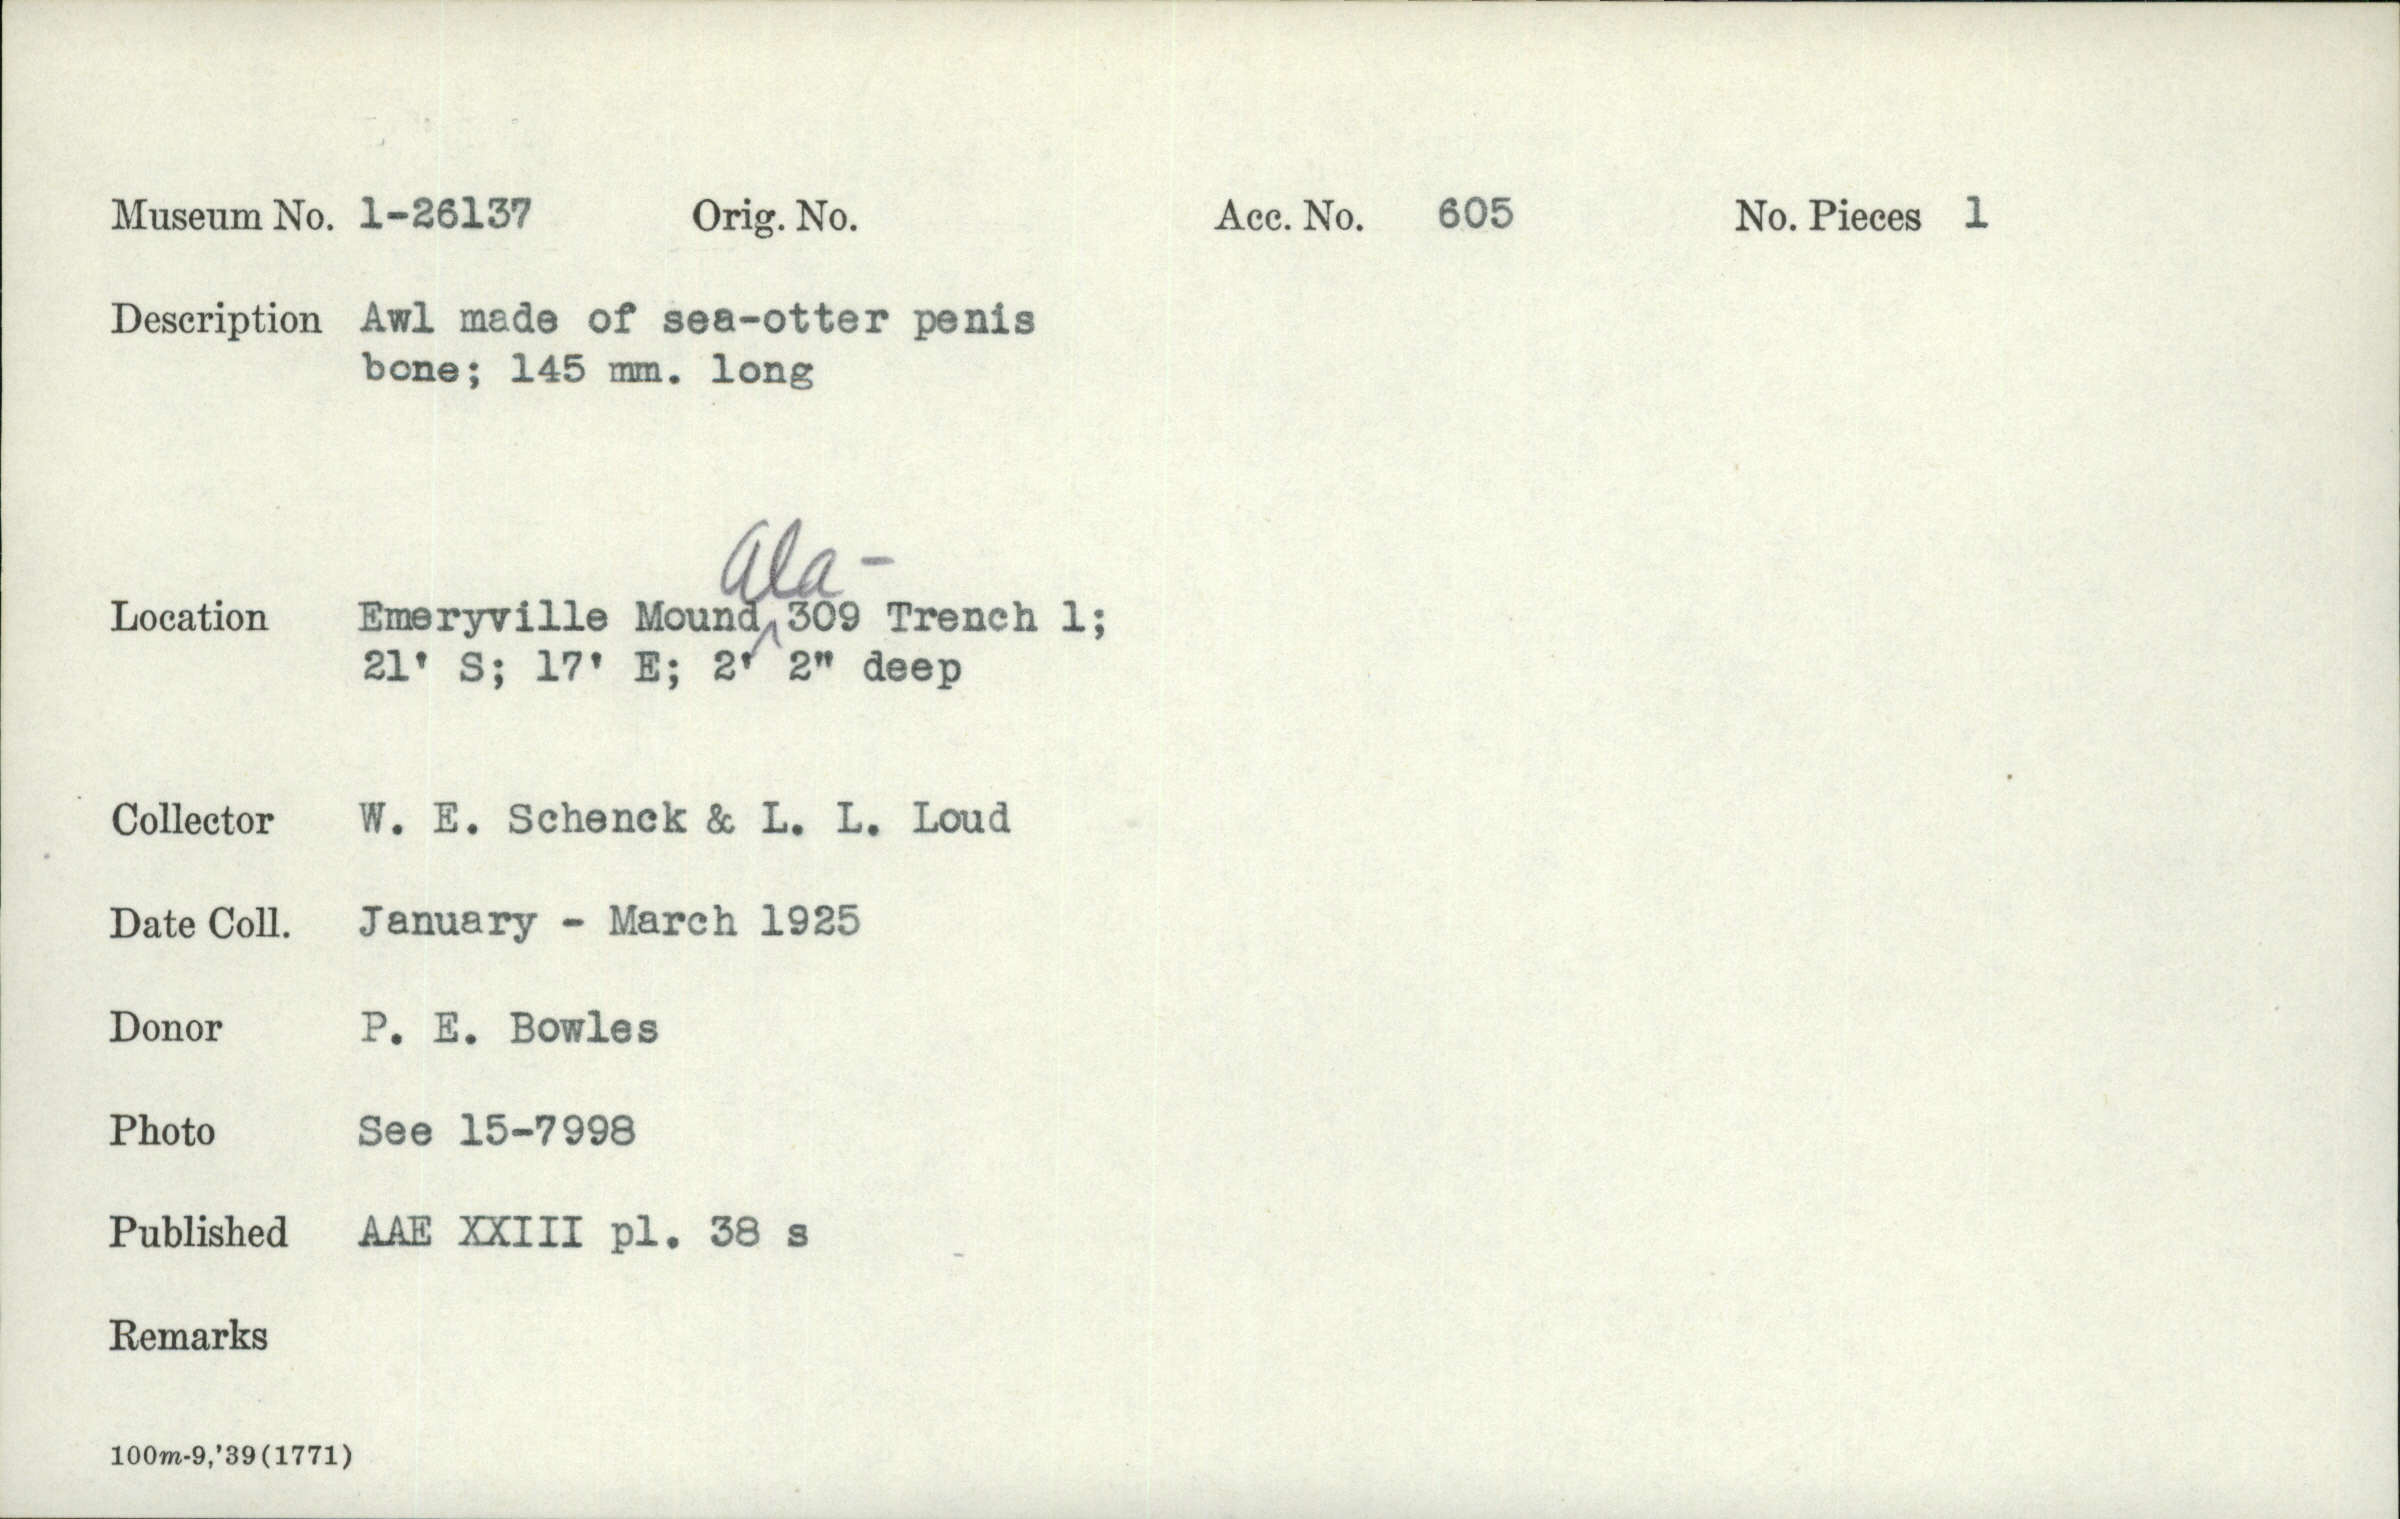 Museum No. 1-26137 Orig. No. Acc. No. 605 No. Pieces 1
Description Awl made of sea-otter penis
bone; 145 mm. long
Ala-
Location Emeryville Mound ^ 309 Trench 1;
21' S; 17' E; 2' 2" deep
Collector W. E. Schenck & L. L. Loud
Date Coll. January - March 1925
Donor P. E. Bowles
Photo See 15-7998
Published AAE XXIII pl. 38 s
Remarks
100m-9,'39(1771)